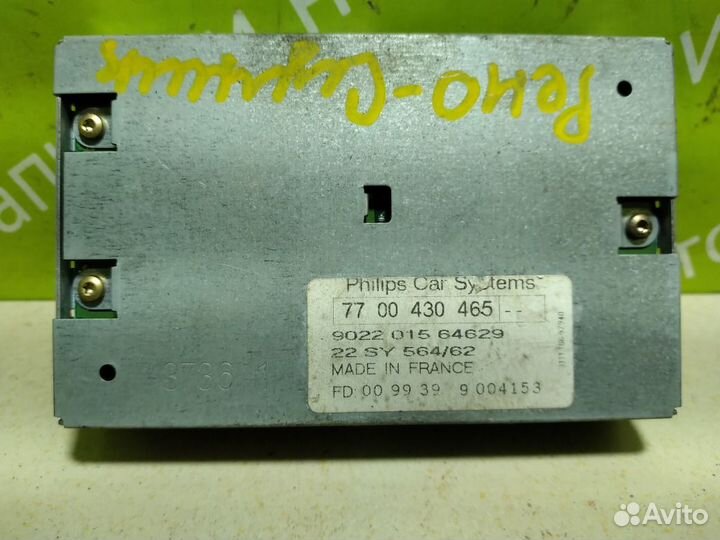 Рено - Сценик
Philips Car Systems
77 00 430 465 --
9022 015 64629
22 SY 564/62
MADE IN FRANCE
FD: 00 99 39 9 004153
Avito